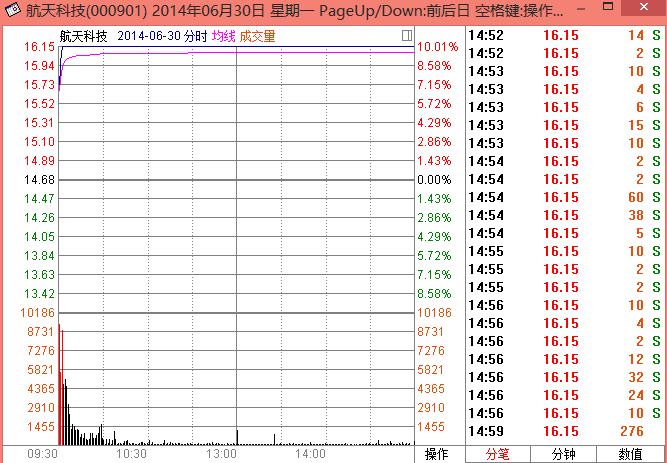 航天科技(000901) 2014年06月30日 星期一 PageUp/Down:前后日 空格键:操作...
航天科技 2014-06-30 分时 均线 成交量
16.15 10.01%
15.94 8.58%
15.73 7.15%
15.52 5.72%
15.31 4.29%
15.10 2.86%
14.89 1.43%
14.68 0.00%
14.47 1.43%
14.26 2.86%
14.05 4.29%
13.84 5.72%
13.63 7.15%
13.42 8.58%
10186 10186
8731 8731
7276 7276
5821 5821
4365 4365
2910 2910
1455 1455
09:30 10:30 13:00 14:00 操作
14:52 16.15 14 S
14:52 16.15 2 S
14:53 16.15 10 S
14:53 16.15 4 S
14:53 16.15 6 S
14:53 16.15 15 S
14:53 16.15 10 S
14:54 16.15 2 S
14:54 16.15 2 S
14:54 16.15 60 S
14:54 16.15 38 S
14:54 16.15 5 S
14:55 16.15 10 S
14:55 16.15 2 S
14:55 16.15 2 S
14:56 16.15 10 S
14:56 16.15 4 S
14:56 16.15 2 S
14:56 16.15 12 S
14:56 16.15 32 S
14:56 16.15 24 S
14:56 16.15 10 S
14:59 16.15 276
分笔 分钟 数值